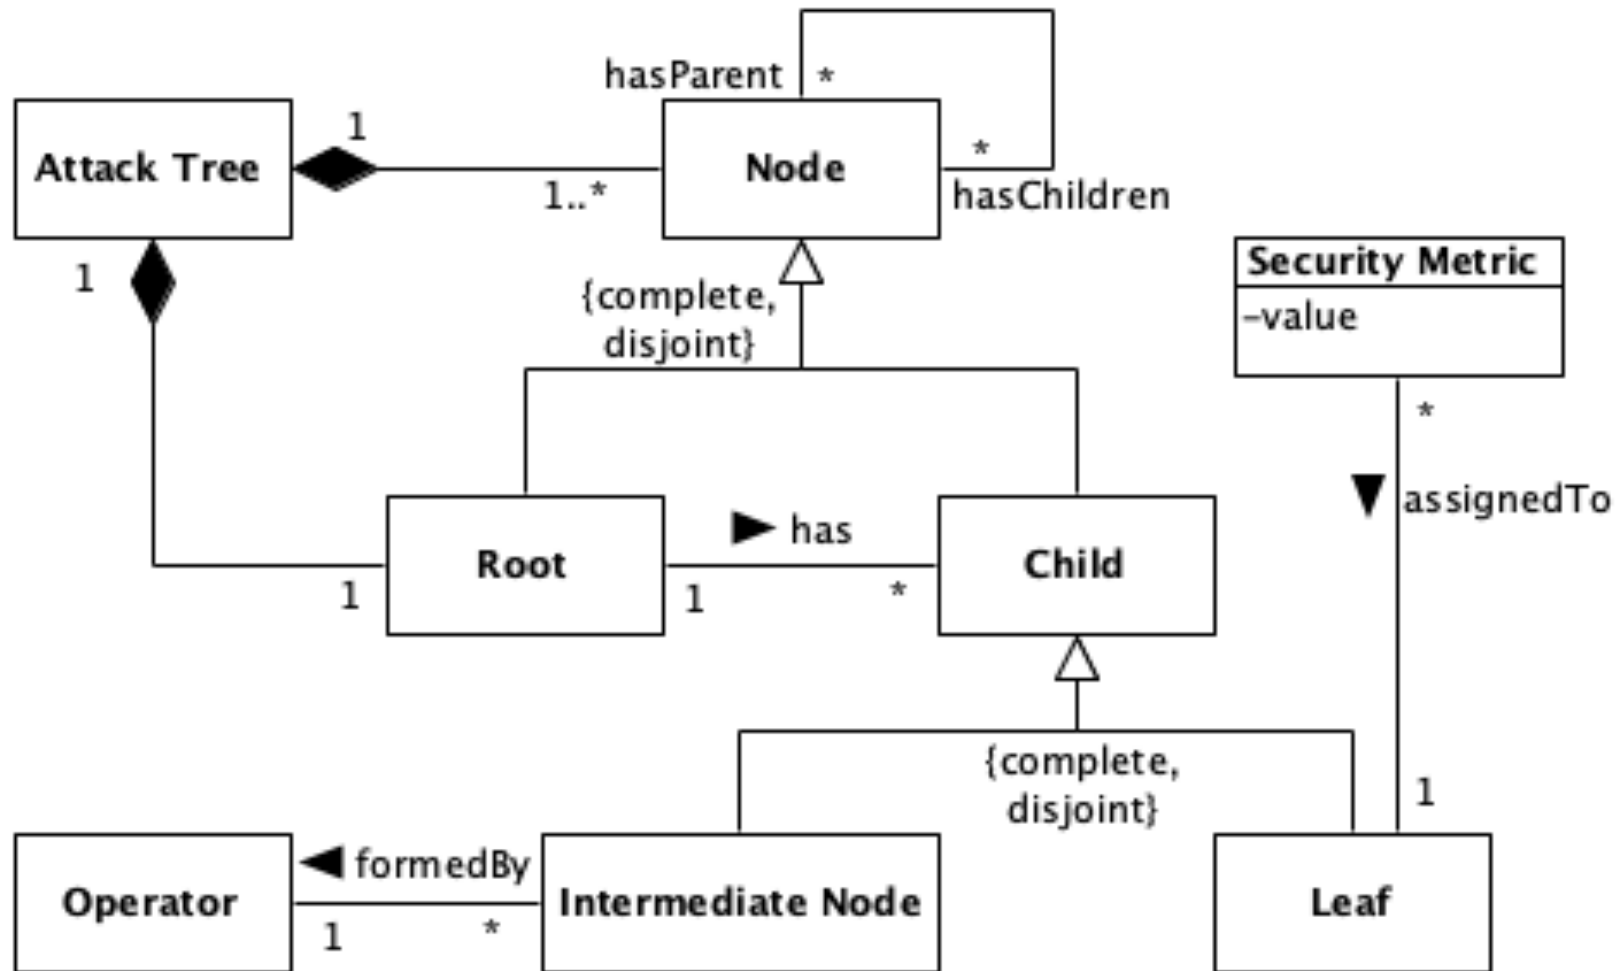 hasParent
*
1
Attack Tree
Node
*
1..*
hasChildren
1
Security Metric
{complete,
disjoint}
–value
*
assignedTo
has
Root
Child
1
1
*
{complete,
disjoint}
1
formedBy
Operator
Intermediate Node
Leaf
1
*